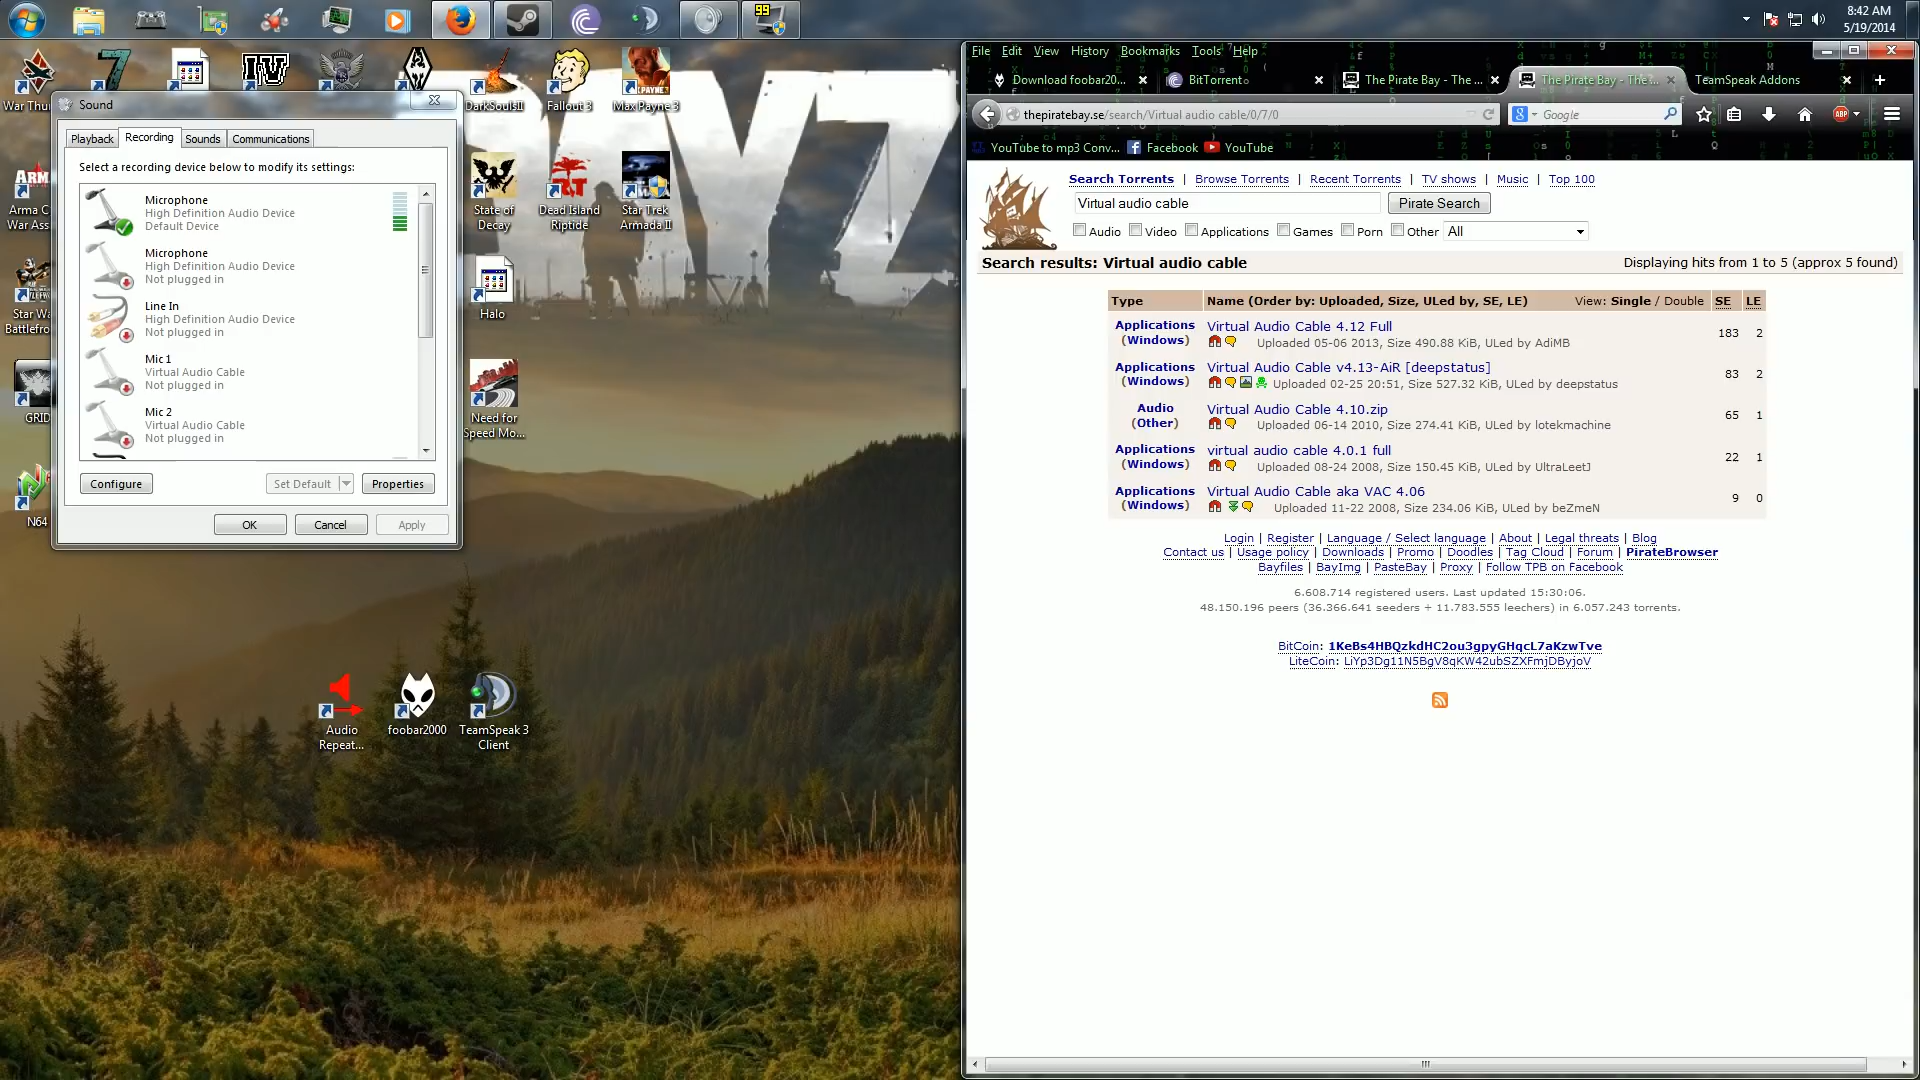 99
8:42 AM
5/19/2014
War Thu
DarkSoulsII
Fallout 3
Max Payne 3
Arma C
War Ass
State of
Decay
Dead Island
Riptide
Star Trek
Armada II
Star Wa
Battlefro
Halo
GRID
Need for
Speed Mo...
N64
Audio
Repeat...
foobar2000
TeamSpeak 3
Client
Sound
Playback
Recording
Sounds
Communications
Select a recording device below to modify its settings:
Microphone
High Definition Audio Device
Default Device
Microphone
High Definition Audio Device
Not plugged in
Line In
High Definition Audio Device
Not plugged in
Mic 1
Virtual Audio Cable
Not plugged in
Mic 2
Virtual Audio Cable
Not plugged in
Configure
Set Default
Properties
OK
Cancel
Apply
File Edit View History Bookmarks Tools Help
Download foobar20...
BitTorrent
The Pirate Bay - The ...
The Pirate Bay - The ...
TeamSpeak Addons
thepiratebay.se/search/Virtual audio cable/0/7/0
Google
ABP
YouTube to mp3 Conv...
Facebook
YouTube
Search Torrents | Browse Torrents | Recent Torrents | TV shows | Music | Top 100
Virtual audio cable
Pirate Search
Audio Video Applications Games Porn Other All
Search results: Virtual audio cable
Displaying hits from 1 to 5 (approx 5 found)
Type Name (Order by: Uploaded, Size, ULed by, SE, LE) View: Single / Double SE LE
Applications (Windows)
Virtual Audio Cable 4.12 Full
Uploaded 05-06 2013, Size 490.88 KiB, ULed by AdiMB
183 2
Applications (Windows)
Virtual Audio Cable v4.13-AiR [deepstatus]
Uploaded 02-25 20:51, Size 527.32 KiB, ULed by deepstatus
83 2
Audio (Other)
Virtual Audio Cable 4.10.zip
Uploaded 06-14 2010, Size 274.41 KiB, ULed by lotekmachine
65 1
Applications (Windows)
virtual audio cable 4.0.1 full
Uploaded 08-24 2008, Size 150.45 KiB, ULed by UltraLeetJ
22 1
Applications (Windows)
Virtual Audio Cable aka VAC 4.06
Uploaded 11-22 2008, Size 234.06 KiB, ULed by beZmeN
9 0
Login | Register | Language / Select language | About | Legal threats | Blog
Contact us | Usage policy | Downloads | Promo | Doodles | Tag Cloud | Forum | PirateBrowser
Bayfiles | BayImg | PasteBay | Proxy | Follow TPB on Facebook
6.608.714 registered users. Last updated 15:30:06.
48.150.196 peers (36.366.641 seeders + 11.783.555 leechers) in 6.057.243 torrents.
BitCoin: 1KeBs4HBQzkdHC2ou3gpyGHqcL7aKzwTve
LiteCoin: LiYp3Dg11N5BgV8qKW42ubSZXFmjDByjoV